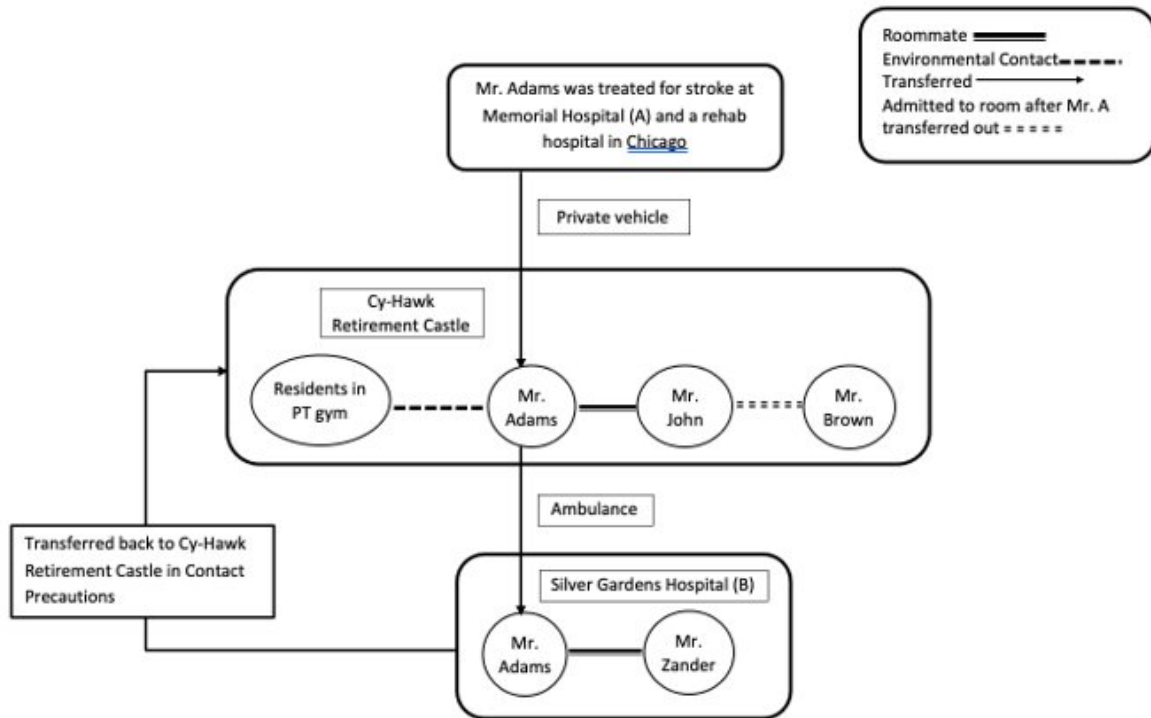 Roommate
Environmental Contact
Transferred
Admitted to room after Mr. A
transferred out
Mr. Adams was treated for stroke at
Memorial Hospital (A) and a rehab
hospital in Chicago
Private vehicle
Cy-Hawk
Retirement Castle
Residents in
PT gym
Mr.
Adams
Mr.
John
Mr.
Brown
Ambulance
Transferred back to Cy-Hawk
Retirement Castle in Contact
Precautions
Silver Gardens Hospital (B)
Mr.
Adams
Mr.
Zander